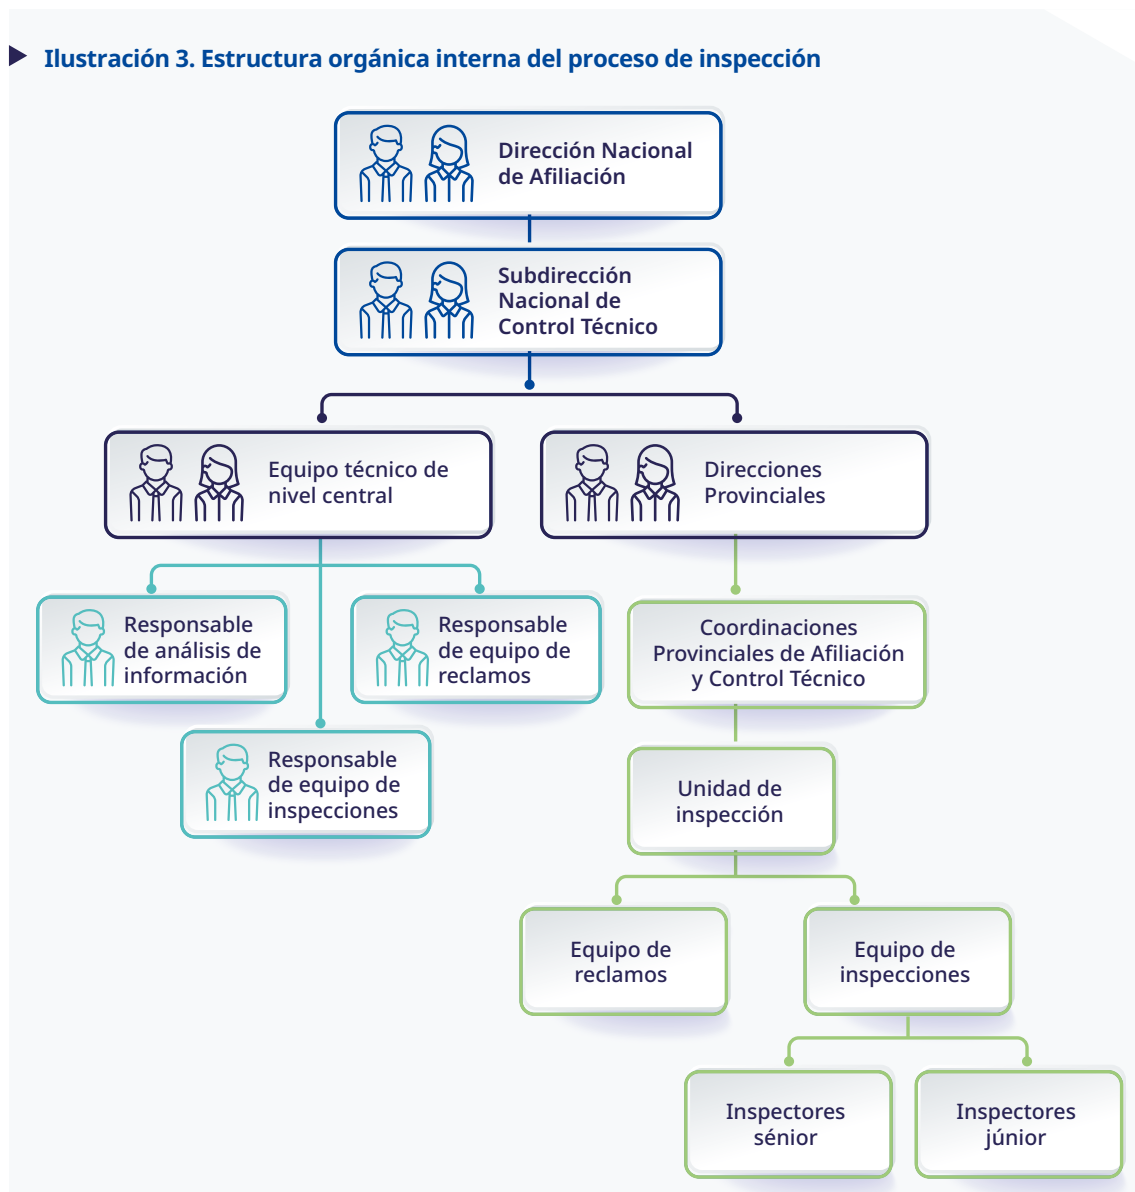 Ilustración 3. Estructura orgánica interna del proceso de inspección
Dirección Nacional
de Afiliación
Subdirección
Nacional de
Control Técnico
Equipo técnico de
nivel central
Direcciones
Provinciales
Responsable
de análisis de
información
Responsable
de equipo de
reclamos
Coordinaciones
Provinciales de Afiliación
y Control Técnico
Responsable
de equipo de
inspecciones
Unidad de
inspección
Equipo de
reclamos
Equipo de
inspecciones
Inspectores
sénior
Inspectores
júnior